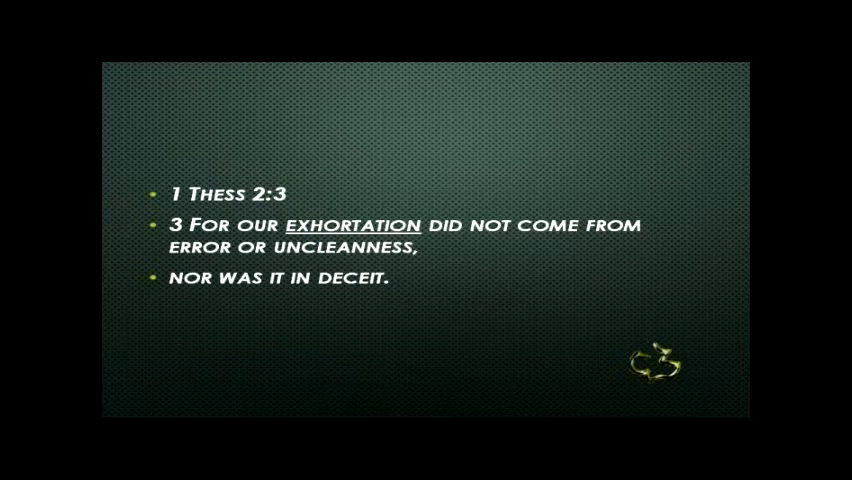 • 1 THESS 2:3
• 3 FOR OUR EXHORTATION DID NOT COME FROM
ERROR OR UNCLEANNESS,
• NOR WAS IT IN DECEIT.
C3